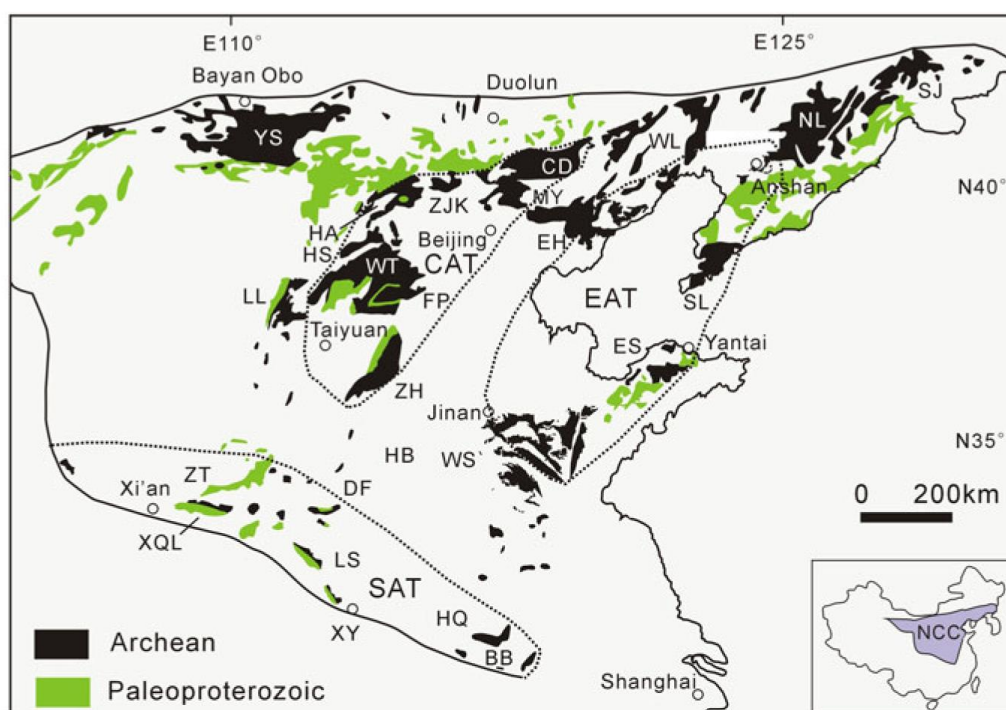 E110°
E125°
Bayan Obo
Duolun
SJ
YS
NL
WL
CD
Anshan
N40°
MY
ZJK
HA
Beijing
EH
HS
WT
CAT
LL
FP
EAT
SL
Taiyuan
ES
Yantai
ZH
Jinan
HB
WS
N35°
ZT
DF
Xi'an
0 200km
XQL
LS
SAT
HQ
XY
NCC
BB
Archean
Paleoproterozoic
Shanghai